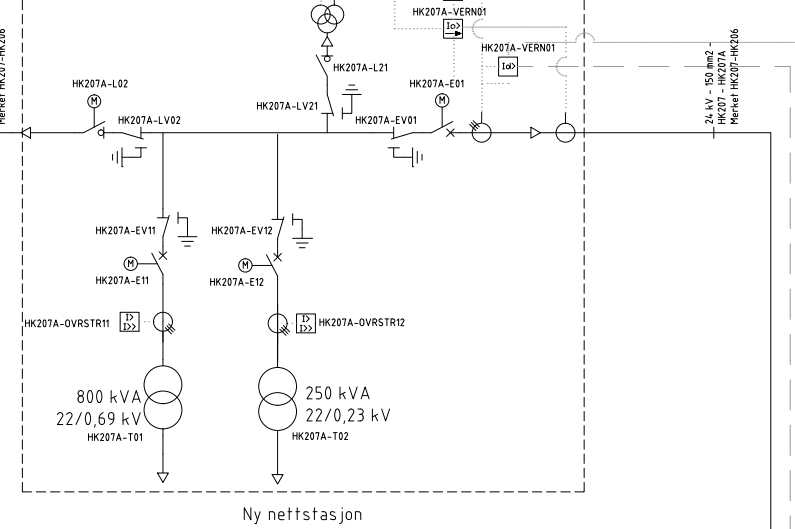 HK207A-VERN01
Io>
HK207A-VERN01
Id>
HK207A-L21
HK207A-L02
HK207A-E01
M
M
HK207A-LV21
HK207A-LV02
HK207A-EV01
24 kV - 150 mm2 -
HK207 - HK207A
Merket HK207-HK206
Merket HK207-HK206
HK207A-EV11
HK207A-EV12
M
M
HK207A-E11
HK207A-E12
HK207A-OVRSTR11
I>
I>>
I>
I>>
HK207A-OVRSTR12
800 kVA
22/0,69 kV
HK207A-T01
250 kVA
22/0,23 kV
HK207A-T02
Ny nettstasjon